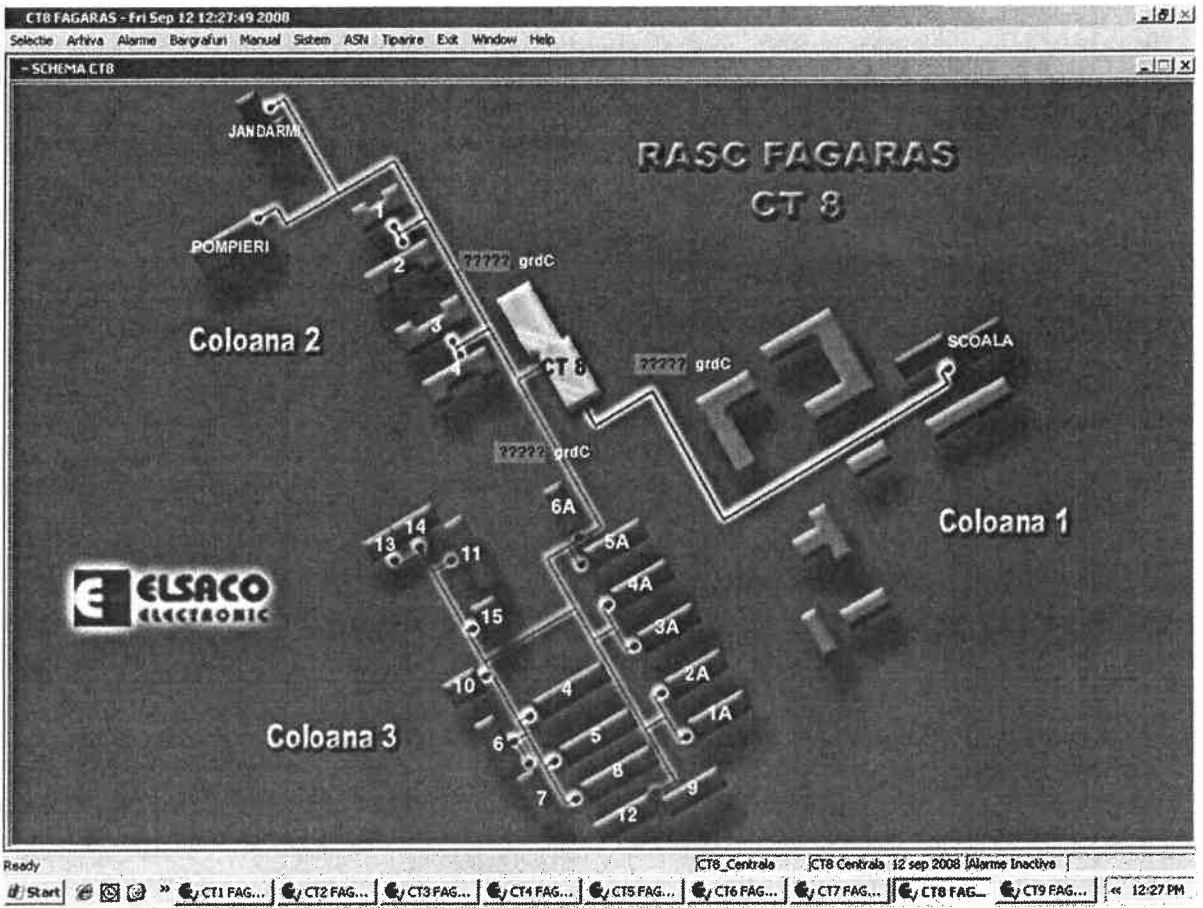 CT8 FAGARAS - Fri Sep 12 12:27:49 2008
Selectie Arhiva Alarme Bargrafuri Manual Sistem ASN Tiparire Exit Window Help
- SCHEMA CT8
JANDARMI
RASC FAGARAS
CT 8
POMPIERI
1
2
????? grdC
Coloana 2
3
4
CT 8
????? grdC
SCOALA
????? grdC
6A
Coloana 1
13
14
11
5A
ELSACO
ELECTRONIC
4A
15
3A
10
4
2A
Coloana 3
6
5
1A
7
8
12
9
Ready
CT8_Centrala
CT8 Centrala 12 sep 2008
Alarme Inactive
Start » CT1 FAG... CT2 FAG... CT3 FAG... CT4 FAG... CT5 FAG... CT6 FAG... CT7 FAG... CT8 FAG... CT9 FAG... « 12:27 PM